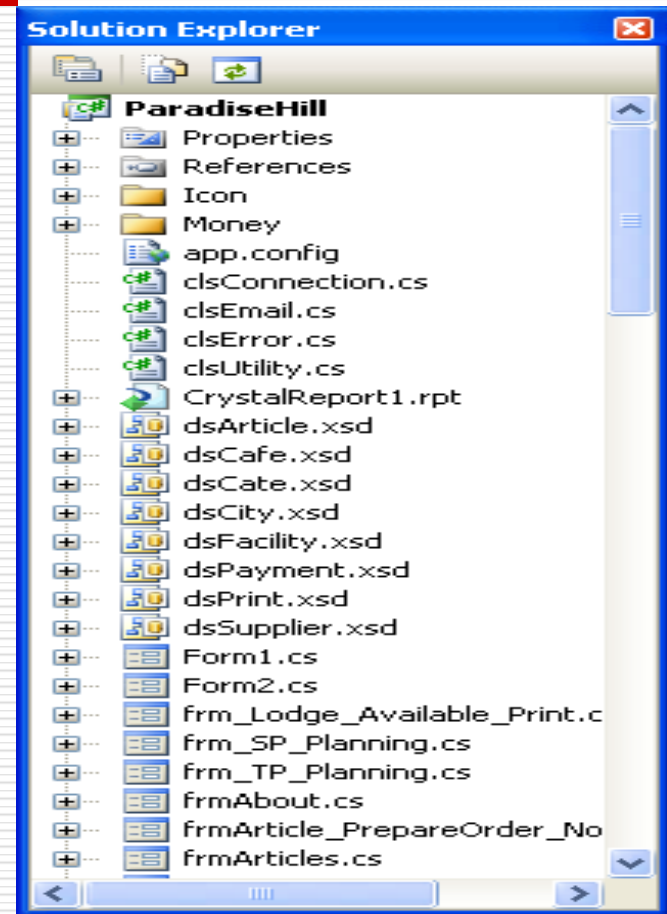 Solution Explorer
ParadiseHill
Properties
References
Icon
Money
app.config
clsConnection.cs
clsEmail.cs
clsError.cs
clsUtility.cs
CrystalReport1.rpt
dsArticle.xsd
dsCafe.xsd
dsCate.xsd
dsCity.xsd
dsFacility.xsd
dsPayment.xsd
dsPrint.xsd
dsSupplier.xsd
Form1.cs
Form2.cs
frm_Lodge_Available_Print.c
frm_SP_Planning.cs
frm_TP_Planning.cs
frmAbout.cs
frmArticle_PrepareOrder_No
frmArticles.cs